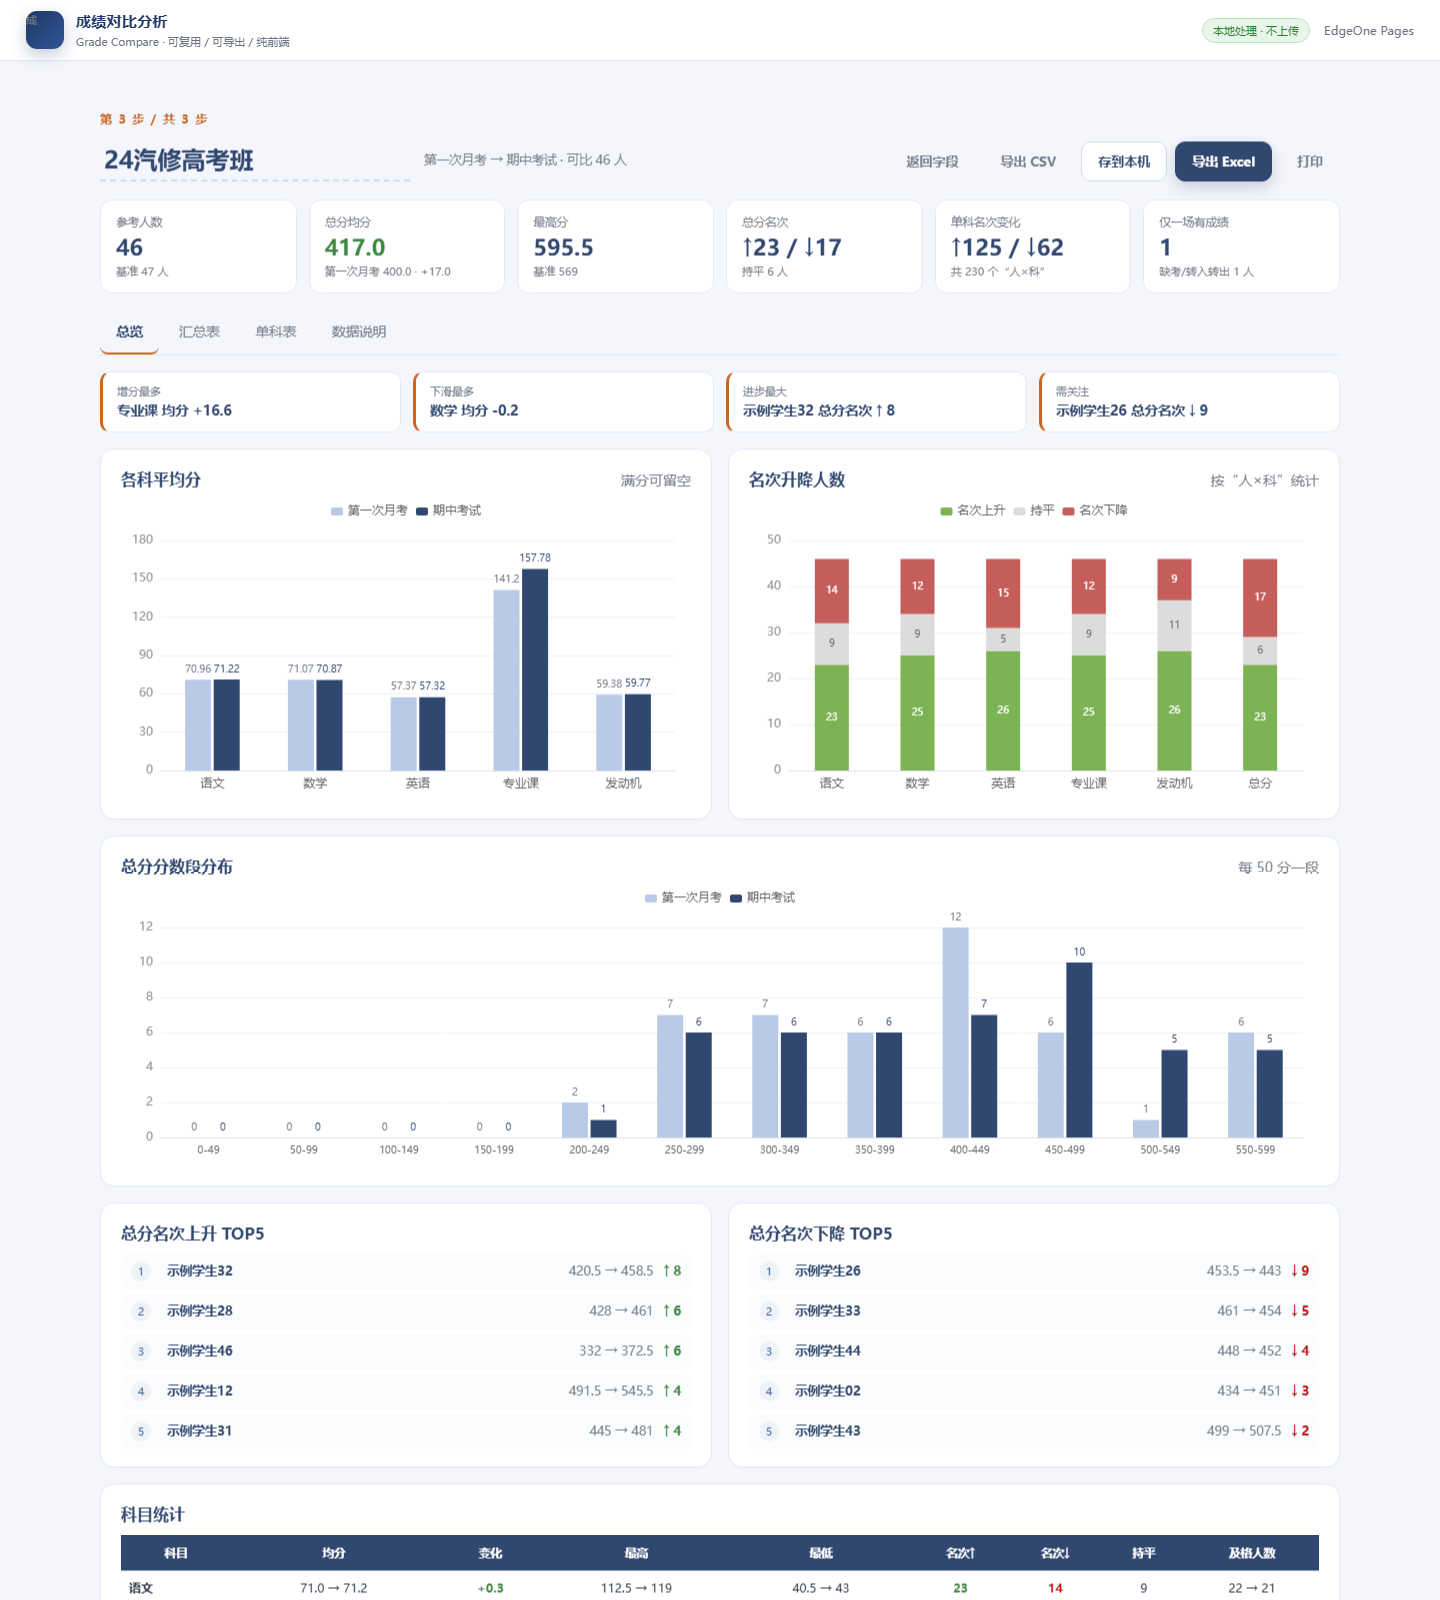 成
成绩对比分析
Grade Compare · 可复用 / 可导出 / 纯前端
本地处理 · 不上传
EdgeOne Pages
第 3 步 / 共 3 步
24汽修高考班
第一次月考 → 期中考试 · 可比 46 人
返回字段
导出 CSV
存到本机
导出 Excel
打印
参考人数
46
基准 47 人
总分均分
417.0
第一次月考 400.0 · +17.0
最高分
595.5
基准 569
总分名次
↑23 / ↓17
持平 6 人
单科名次变化
↑125 / ↓62
共 230 个“人×科”
仅一场有成绩
1
缺考/转入转出 1 人
总览
汇总表
单科表
数据说明
增分最多
专业课 均分 +16.6
下滑最多
数学 均分 -0.2
进步最大
示例学生32 总分名次 ↑ 8
需关注
示例学生26 总分名次 ↓ 9
各科平均分
满分可留空
第一次月考 期中考试
180
150
120
90
60
30
0
70.96 71.22
71.07 70.87
57.37 57.32
141.2 157.78
59.38 59.77
语文 数学 英语 专业课 发动机
名次升降人数
按“人×科”统计
名次上升 持平 名次下降
50
40
30
20
10
0
14 12 15 12 9 17
9 9 5 9 11 6
23 25 26 25 26 23
语文 数学 英语 专业课 发动机 总分
总分分数段分布
每 50 分一段
第一次月考 期中考试
12
10
8
6
4
2
0
0 0 0 0 0 0 0 0 2 1 7 6 7 6 6 6 12 7 6 10 1 5 6 5
0-49 50-99 100-149 150-199 200-249 250-299 300-349 350-399 400-449 450-499 500-549 550-599
总分名次上升 TOP5
1 示例学生32 420.5 → 458.5 ↑ 8
2 示例学生28 428 → 461 ↑ 6
3 示例学生46 332 → 372.5 ↑ 6
4 示例学生12 491.5 → 545.5 ↑ 4
5 示例学生31 445 → 481 ↑ 4
总分名次下降 TOP5
1 示例学生26 453.5 → 443 ↓ 9
2 示例学生33 461 → 454 ↓ 5
3 示例学生44 448 → 452 ↓ 4
4 示例学生02 434 → 451 ↓ 3
5 示例学生43 499 → 507.5 ↓ 2
科目统计
科目 均分 变化 最高 最低 名次↑ 名次↓ 持平 及格人数
语文 71.0 → 71.2 +0.3 112.5 → 119 40.5 → 43 23 14 9 22 → 21